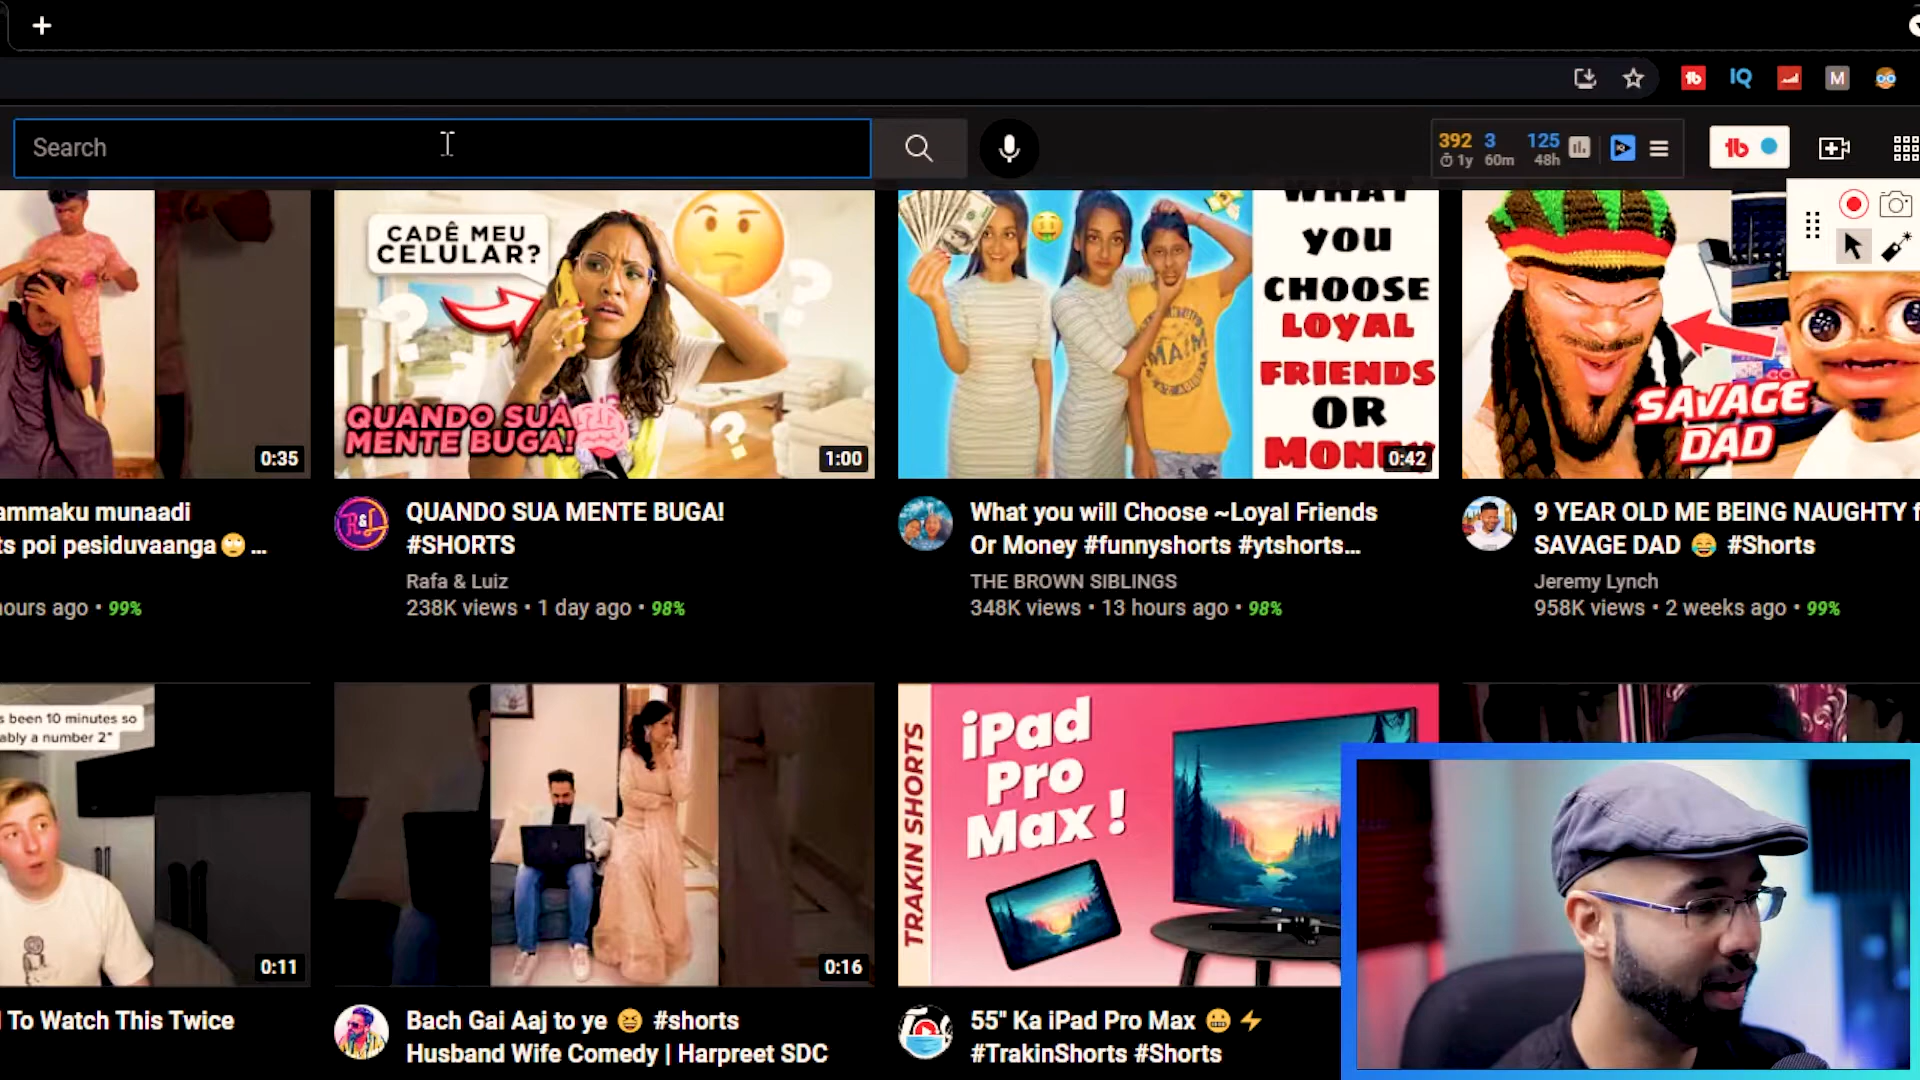 IQ
M
Search
392 3 125
1y 60m 48h
CADÊ MEU
CELULAR?
QUANDO SUA
MENTE BUGA!
1:00
0:35
WHAT
YOU
CHOOSE
LOYAL
FRIENDS
OR
MONEY
0:42
MAIM
SAVAGE
DAD
ammaku munaadi
ts poi pesiduvaanga 🙄 ...
hours ago • 99%
R&L
QUANDO SUA MENTE BUGA!
#SHORTS
Rafa & Luiz
238K views • 1 day ago • 98%
What you will Choose ~Loyal Friends
Or Money #funnyshorts #ytshorts...
THE BROWN SIBLINGS
348K views • 13 hours ago • 98%
9 YEAR OLD ME BEING NAUGHTY f
SAVAGE DAD 😂 #Shorts
Jeremy Lynch
958K views • 2 weeks ago • 99%
s been 10 minutes so
ably a number 2"
0:11
0:16
TRAKIN SHORTS
iPad
Pro
Max !
To Watch This Twice
Bach Gai Aaj to ye 😆 #shorts
Husband Wife Comedy | Harpreet SDC
55" Ka iPad Pro Max 😬⚡
#TrakinShorts #Shorts